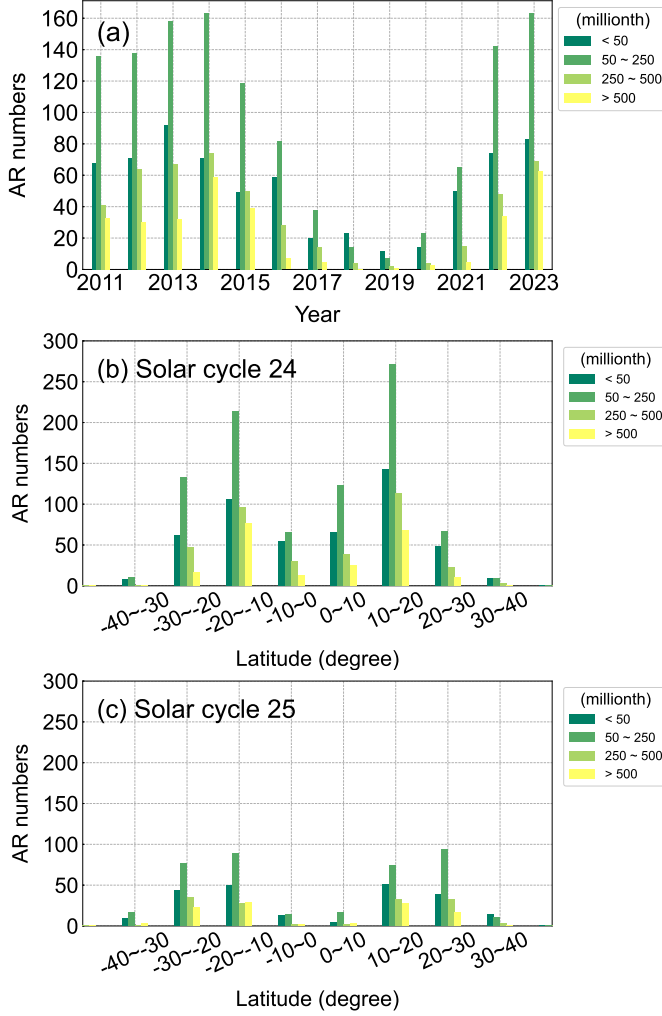 (a)
AR numbers
160
140
120
100
80
60
40
20
0
2011 2013 2015 2017 2019 2021 2023
Year
(millionth)
< 50
50 ~ 250
250 ~ 500
> 500
(b) Solar cycle 24
AR numbers
300
250
200
150
100
50
0
-40~-30 -30~-20 -20~-10 -10~0 0~10 10~20 20~30 30~40
Latitude (degree)
(millionth)
< 50
50 ~ 250
250 ~ 500
> 500
(c) Solar cycle 25
AR numbers
300
250
200
150
100
50
0
-40~-30 -30~-20 -20~-10 -10~0 0~10 10~20 20~30 30~40
Latitude (degree)
(millionth)
< 50
50 ~ 250
250 ~ 500
> 500